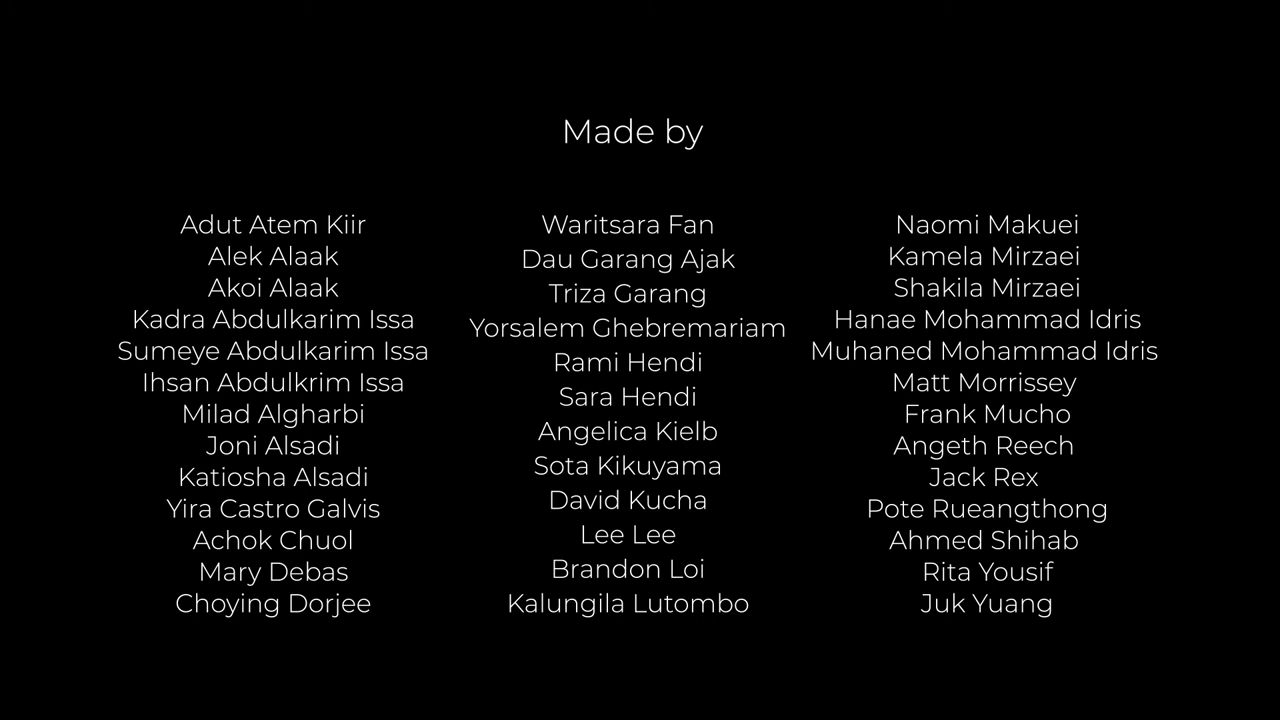 Made by
Adut Atem Kiir
Alek Alaak
Akoi Alaak
Kadra Abdulkarim Issa
Sumeye Abdulkarim Issa
Ihsan Abdulkrim Issa
Milad Algharbi
Joni Alsadi
Katiosha Alsadi
Yira Castro Galvis
Achok Chuol
Mary Debas
Choying Dorjee
Waritsara Fan
Dau Garang Ajak
Triza Garang
Yorsalem Ghebremariam
Rami Hendi
Sara Hendi
Angelica Kielb
Sota Kikuyama
David Kucha
Lee Lee
Brandon Loi
Kalungila Lutombo
Naomi Makuei
Kamela Mirzaei
Shakila Mirzaei
Hanae Mohammad Idris
Muhaned Mohammad Idris
Matt Morrissey
Frank Mucho
Angeth Reech
Jack Rex
Pote Rueangthong
Ahmed Shihab
Rita Yousif
Juk Yuang